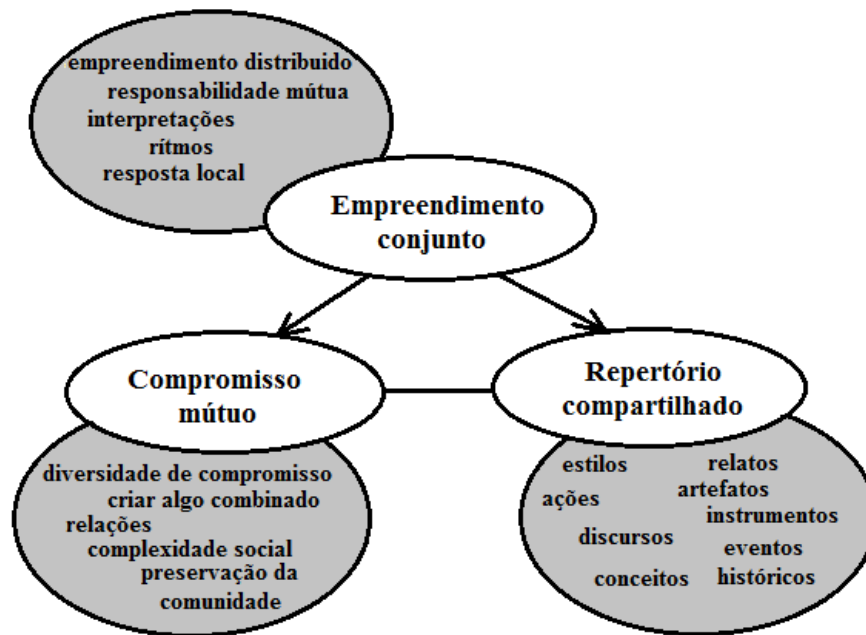 empreendimento distribuido
responsabilidade mútua
interpretações
rítmos
resposta local
Empreendimento
conjunto
Compromisso
mútuo
Repertório
compartilhado
diversidade de compromisso
criar algo combinado
relações
complexidade social
preservação da
comunidade
estilos relatos
ações artefatos
instrumentos
discursos eventos
conceitos históricos